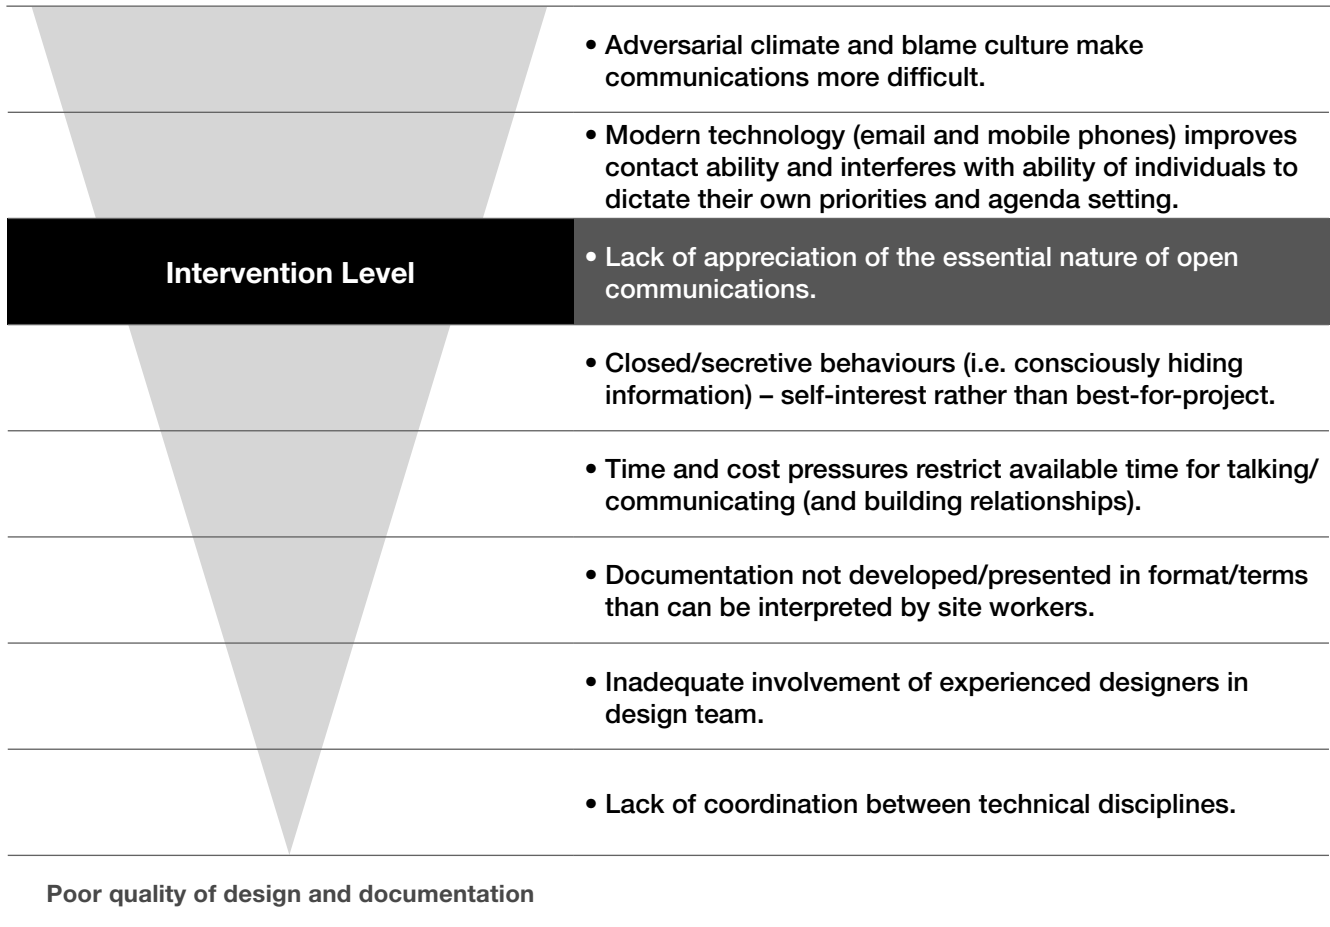 • Adversarial climate and blame culture make
communications more difficult.
• Modern technology (email and mobile phones) improves
contact ability and interferes with ability of individuals to
dictate their own priorities and agenda setting.
Intervention Level
• Lack of appreciation of the essential nature of open
communications.
• Closed/secretive behaviours (i.e. consciously hiding
information) – self-interest rather than best-for-project.
• Time and cost pressures restrict available time for talking/
communicating (and building relationships).
• Documentation not developed/presented in format/terms
than can be interpreted by site workers.
• Inadequate involvement of experienced designers in
design team.
• Lack of coordination between technical disciplines.
Poor quality of design and documentation